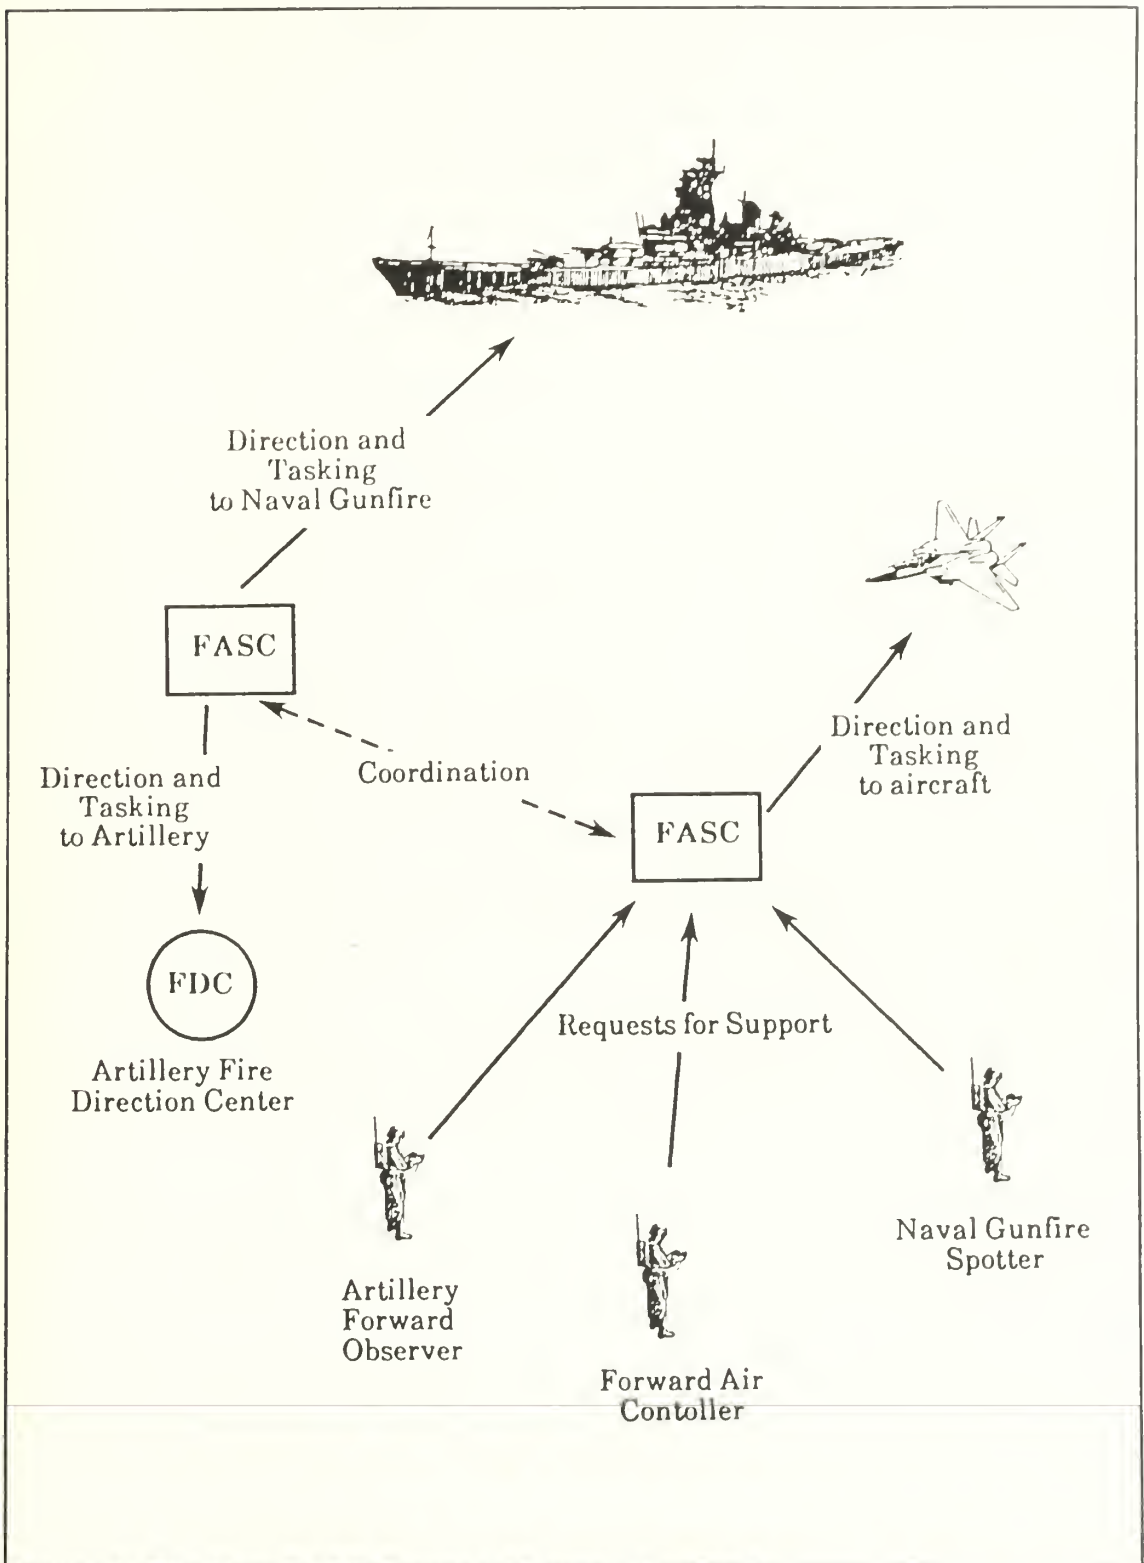 Direction and
Tasking
to Naval Gunfire
FASC
Direction and
Tasking
to aircraft
Direction and
Tasking
to Artillery
Coordination
FASC
FDC
Artillery Fire
Direction Center
Requests for Support
Naval Gunfire
Spotter
Artillery
Forward
Observer
Forward Air
Contoller